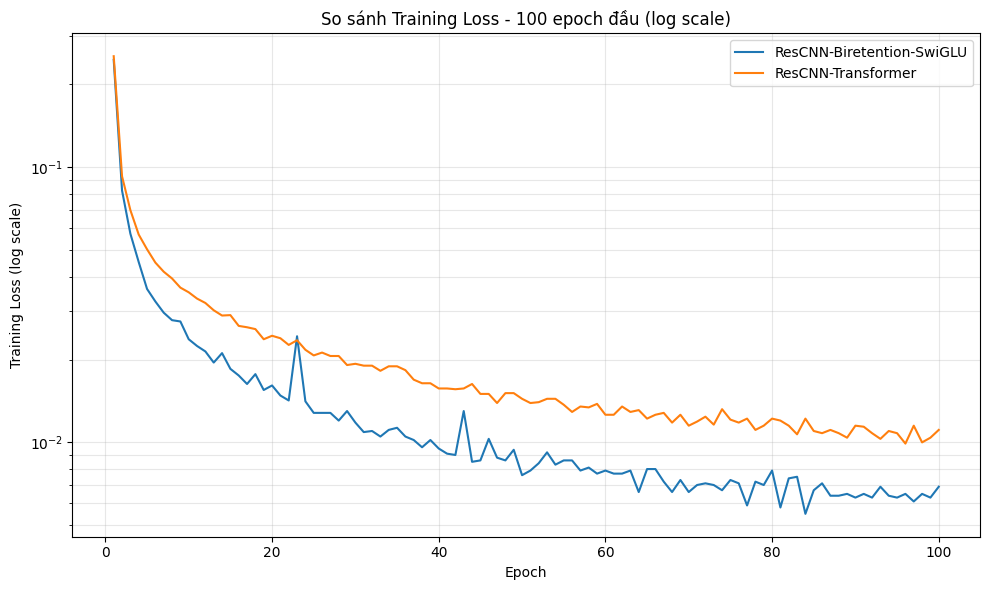 So sánh Training Loss - 100 epoch đầu (log scale)
ResCNN-Biretention-SwiGLU
ResCNN-Transformer
Training Loss (log scale)
10⁻¹
10⁻²
0 20 40 60 80 100
Epoch